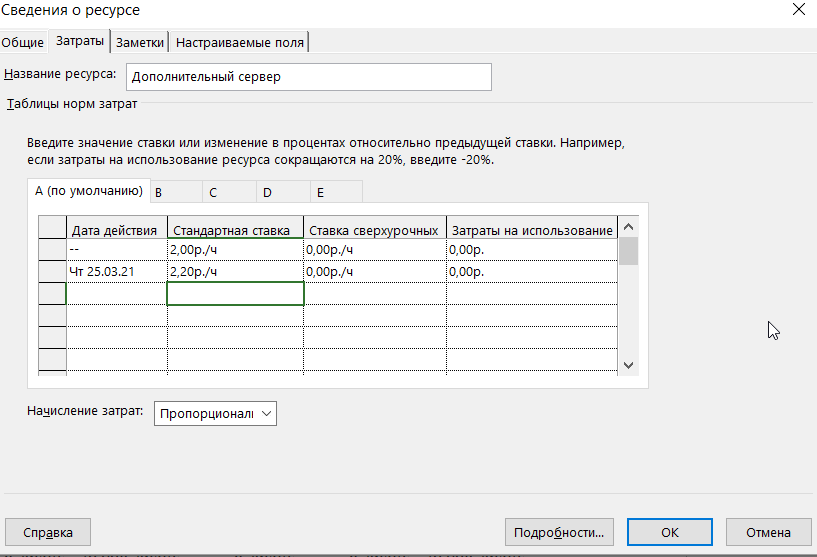 Сведения о ресурсе
Общие Затраты Заметки Настраиваемые поля
Название ресурса: Дополнительный сервер
Таблицы норм затрат
Введите значение ставки или изменение в процентах относительно предыдущей ставки. Например,
если затраты на использование ресурса сокращаются на 20%, введите -20%.
A (по умолчанию) B C D E
Дата действия Стандартная ставка Ставка сверхурочных Затраты на использование
-- 2,00р./ч 0,00р./ч 0,00р.
Чт 25.03.21 2,20р./ч 0,00р./ч 0,00р.
Начисление затрат: Пропорционалі
Справка Подробности... ОК Отмена